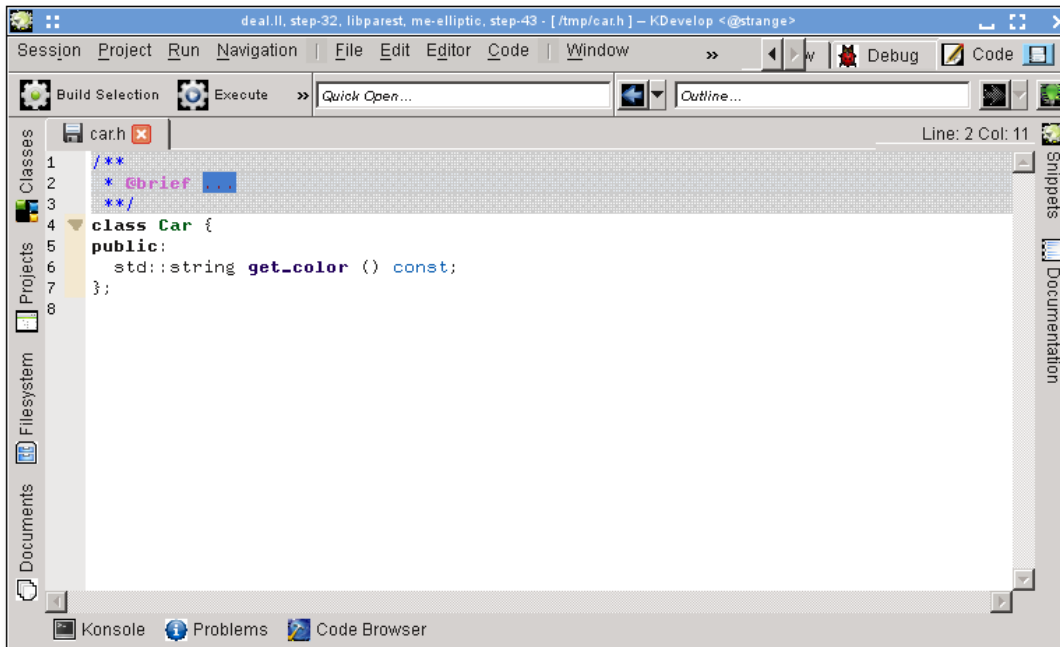 deal.II, step-32, libparest, me-elliptic, step-43 - [ /tmp/car.h ] – KDevelop <@strange>
Session Project Run Navigation | File Edit Editor Code | Window » w Debug Code
Build Selection Execute » Quick Open... Outline...
car.h Line: 2 Col: 11
1 /**
2 * @brief ...
3 **/
4 class Car {
5 public:
6 std::string get_color () const;
7 };
8
Classes
Projects
Filesystem
Documents
Snippets
Documentation
Konsole Problems Code Browser